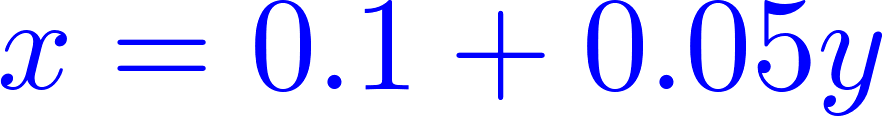 x = 0.1 + 0.05y